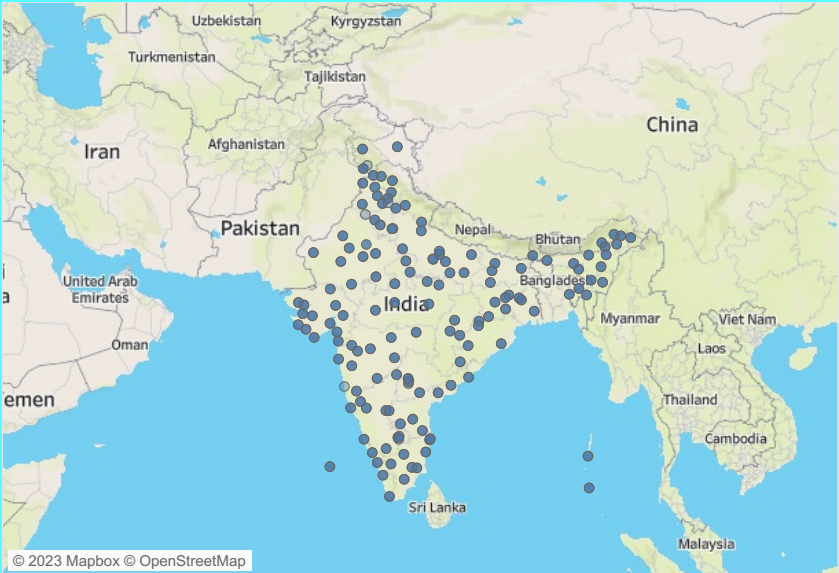 Uzbekistan
Kyrgyzstan
Turkmenistan
Tajikistan
China
Afghanistan
Iran
Pakistan
Nepal
Bhutan
United Arab
Emirates
Bangladesh
i
a
India
Myanmar
Viet Nam
Oman
Laos
emen
Thailand
Cambodia
Sri Lanka
Malaysia
© 2023 Mapbox © OpenStreetMap